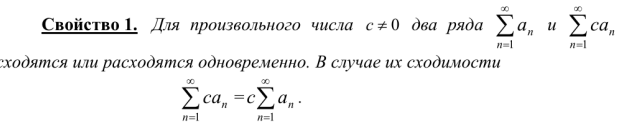 Свойство 1. Для произвольного числа c ≠ 0 два ряда \sum_{n=1}^{\infty} a_n и \sum_{n=1}^{\infty} ca_n
сходятся или расходятся одновременно. В случае их сходимости
\sum_{n=1}^{\infty} ca_n = c \sum_{n=1}^{\infty} a_n .